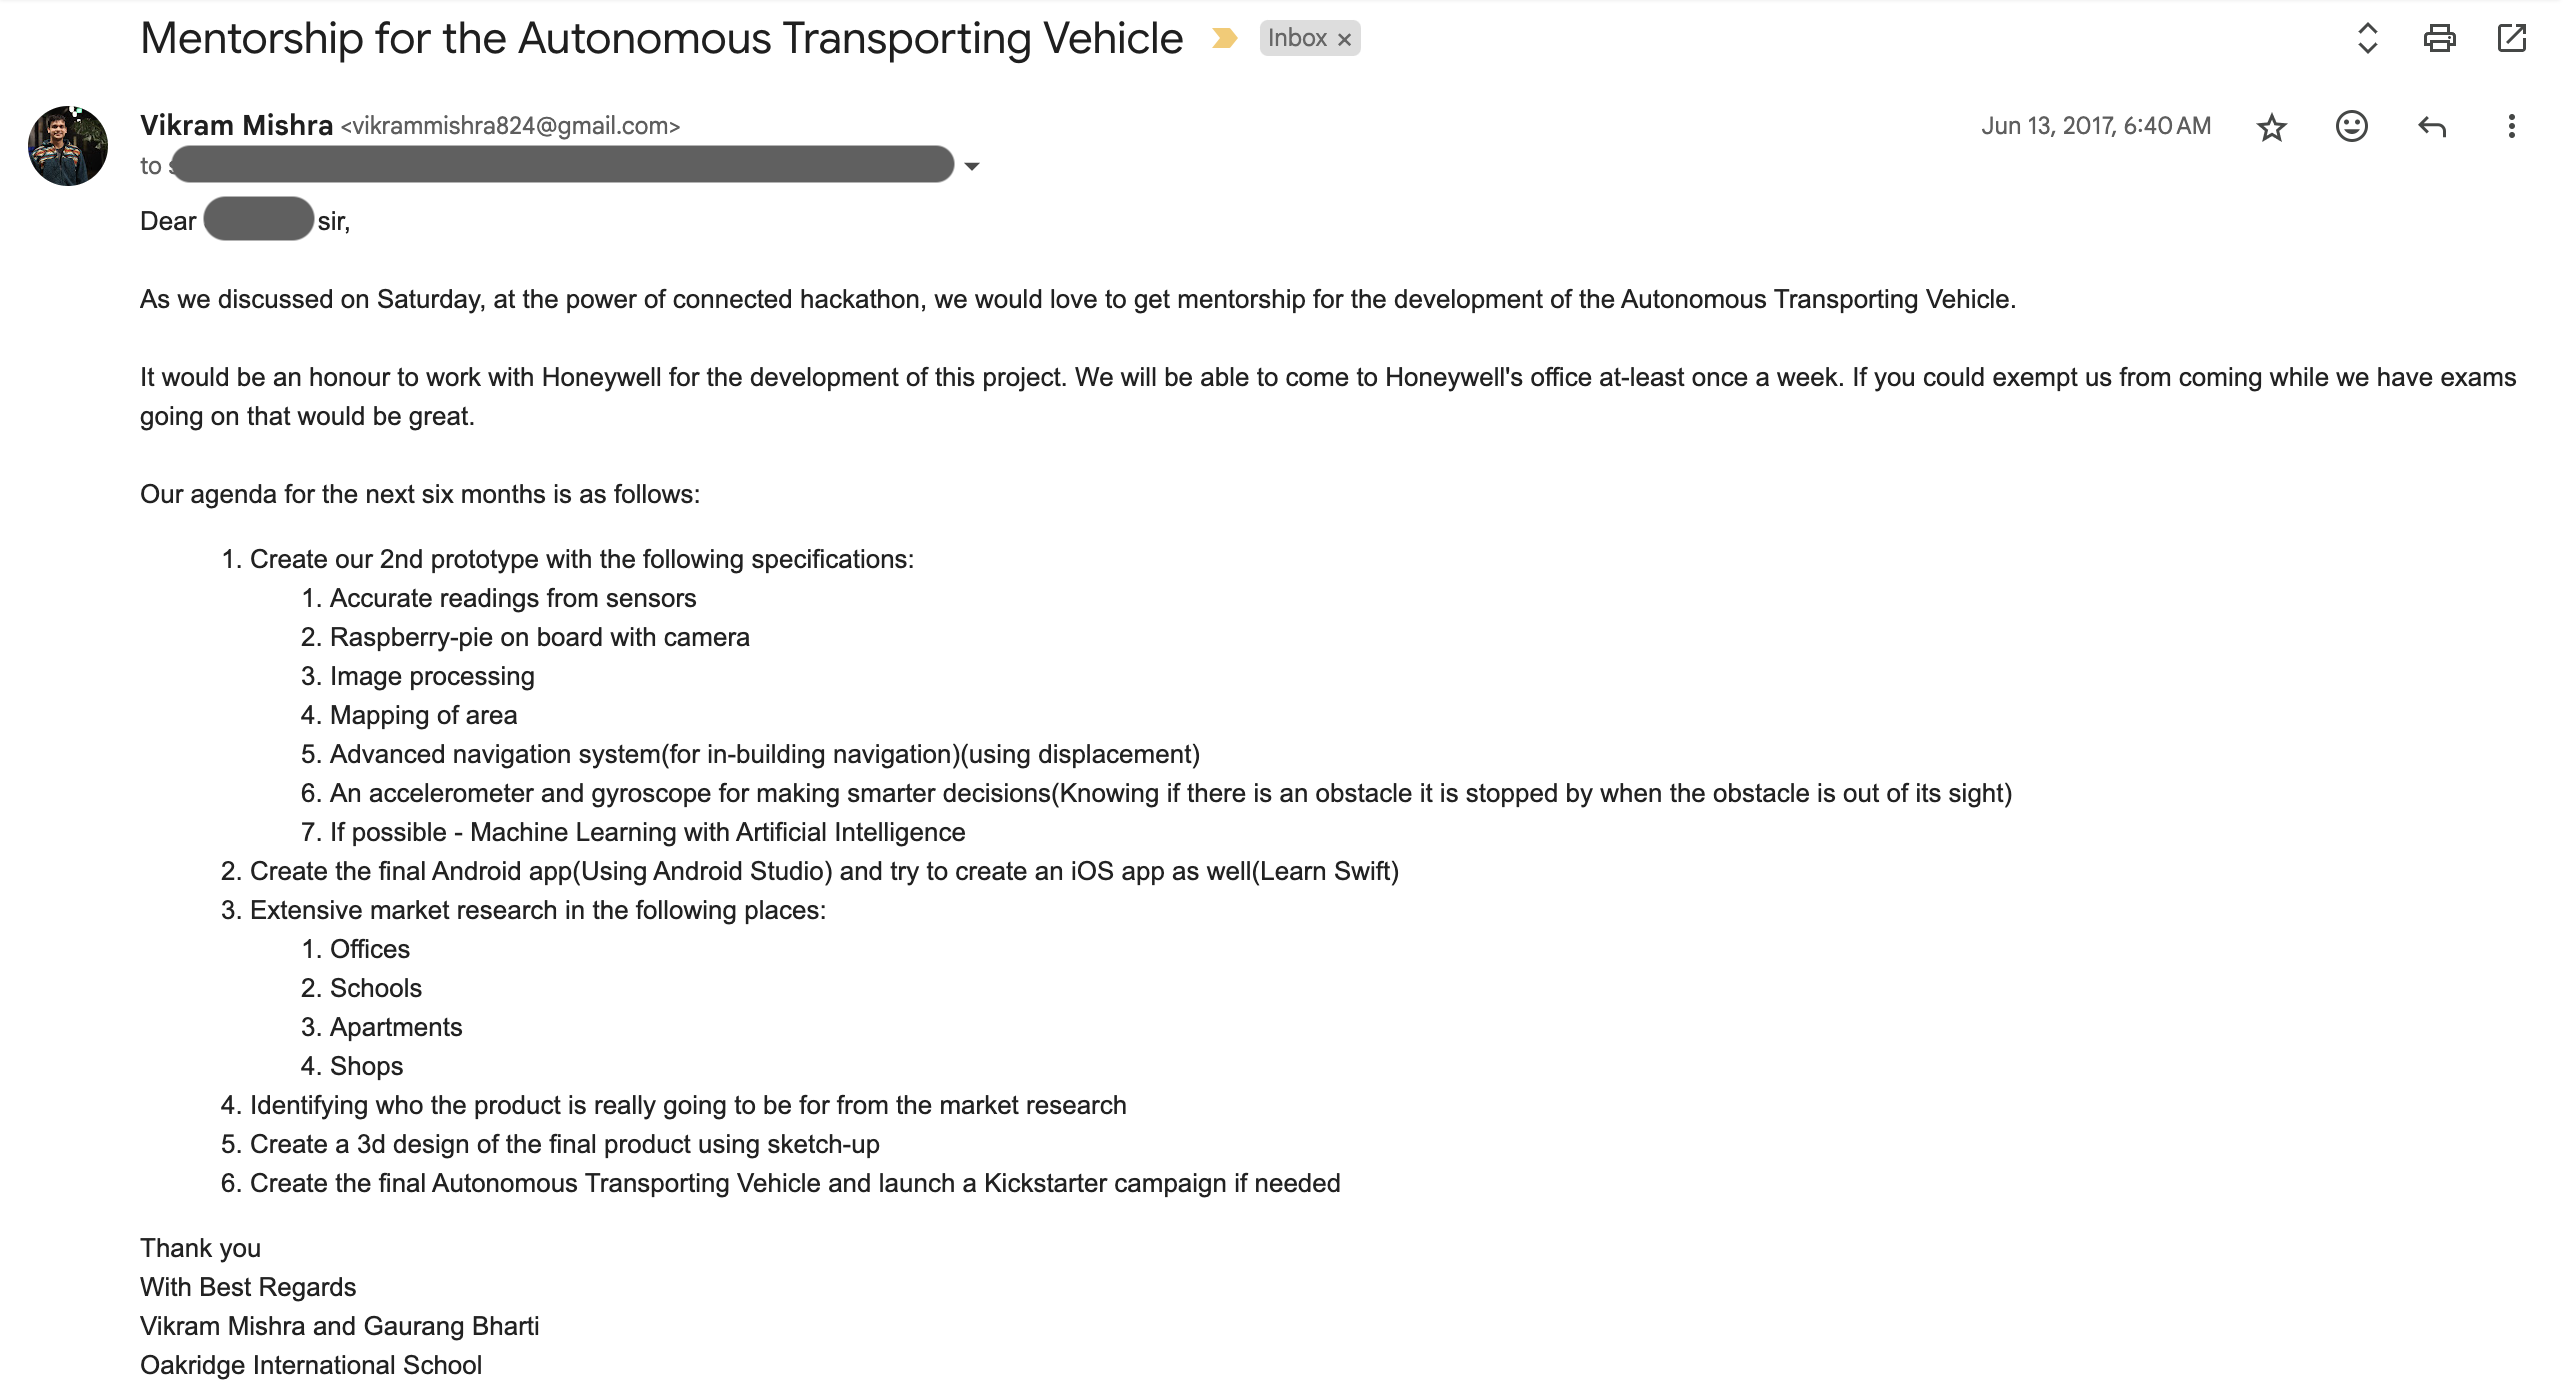 Mentorship for the Autonomous Transporting Vehicle Inbox ×
Vikram Mishra <vikrammishra824@gmail.com> Jun 13, 2017, 6:40 AM
to
Dear sir,
As we discussed on Saturday, at the power of connected hackathon, we would love to get mentorship for the development of the Autonomous Transporting Vehicle.
It would be an honour to work with Honeywell for the development of this project. We will be able to come to Honeywell's office at-least once a week. If you could exempt us from coming while we have exams
going on that would be great.
Our agenda for the next six months is as follows:
1. Create our 2nd prototype with the following specifications:
1. Accurate readings from sensors
2. Raspberry-pie on board with camera
3. Image processing
4. Mapping of area
5. Advanced navigation system(for in-building navigation)(using displacement)
6. An accelerometer and gyroscope for making smarter decisions(Knowing if there is an obstacle it is stopped by when the obstacle is out of its sight)
7. If possible - Machine Learning with Artificial Intelligence
2. Create the final Android app(Using Android Studio) and try to create an iOS app as well(Learn Swift)
3. Extensive market research in the following places:
1. Offices
2. Schools
3. Apartments
4. Shops
4. Identifying who the product is really going to be for from the market research
5. Create a 3d design of the final product using sketch-up
6. Create the final Autonomous Transporting Vehicle and launch a Kickstarter campaign if needed
Thank you
With Best Regards
Vikram Mishra and Gaurang Bharti
Oakridge International School